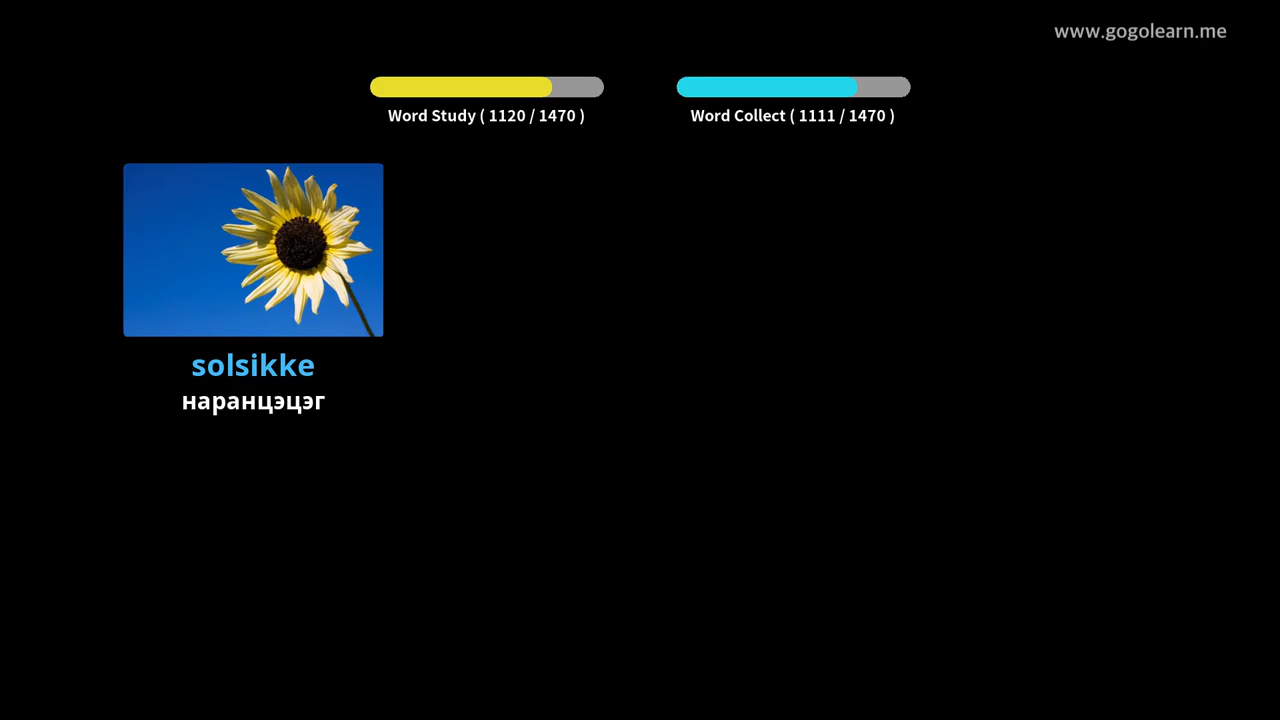 www.gogolearn.me
Word Study ( 1120 / 1470 )
Word Collect ( 1111 / 1470 )
solsikke
наранцэцэг